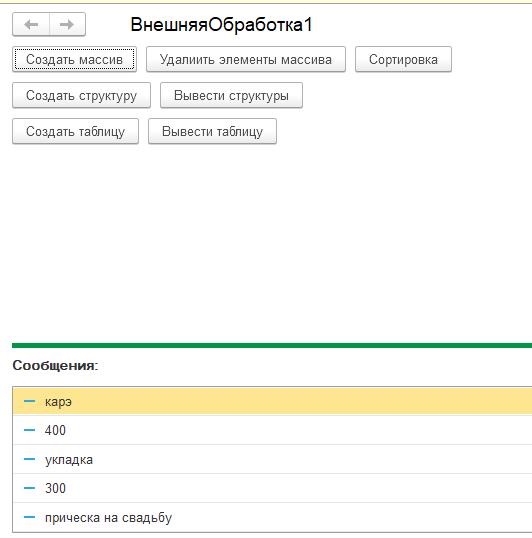 ВнешняяОбработка1
Создать массив Удалиить элементы массива Сортировка
Создать структуру Вывести структуры
Создать таблицу Вывести таблицу
Сообщения:
карэ
400
укладка
300
прическа на свадьбу